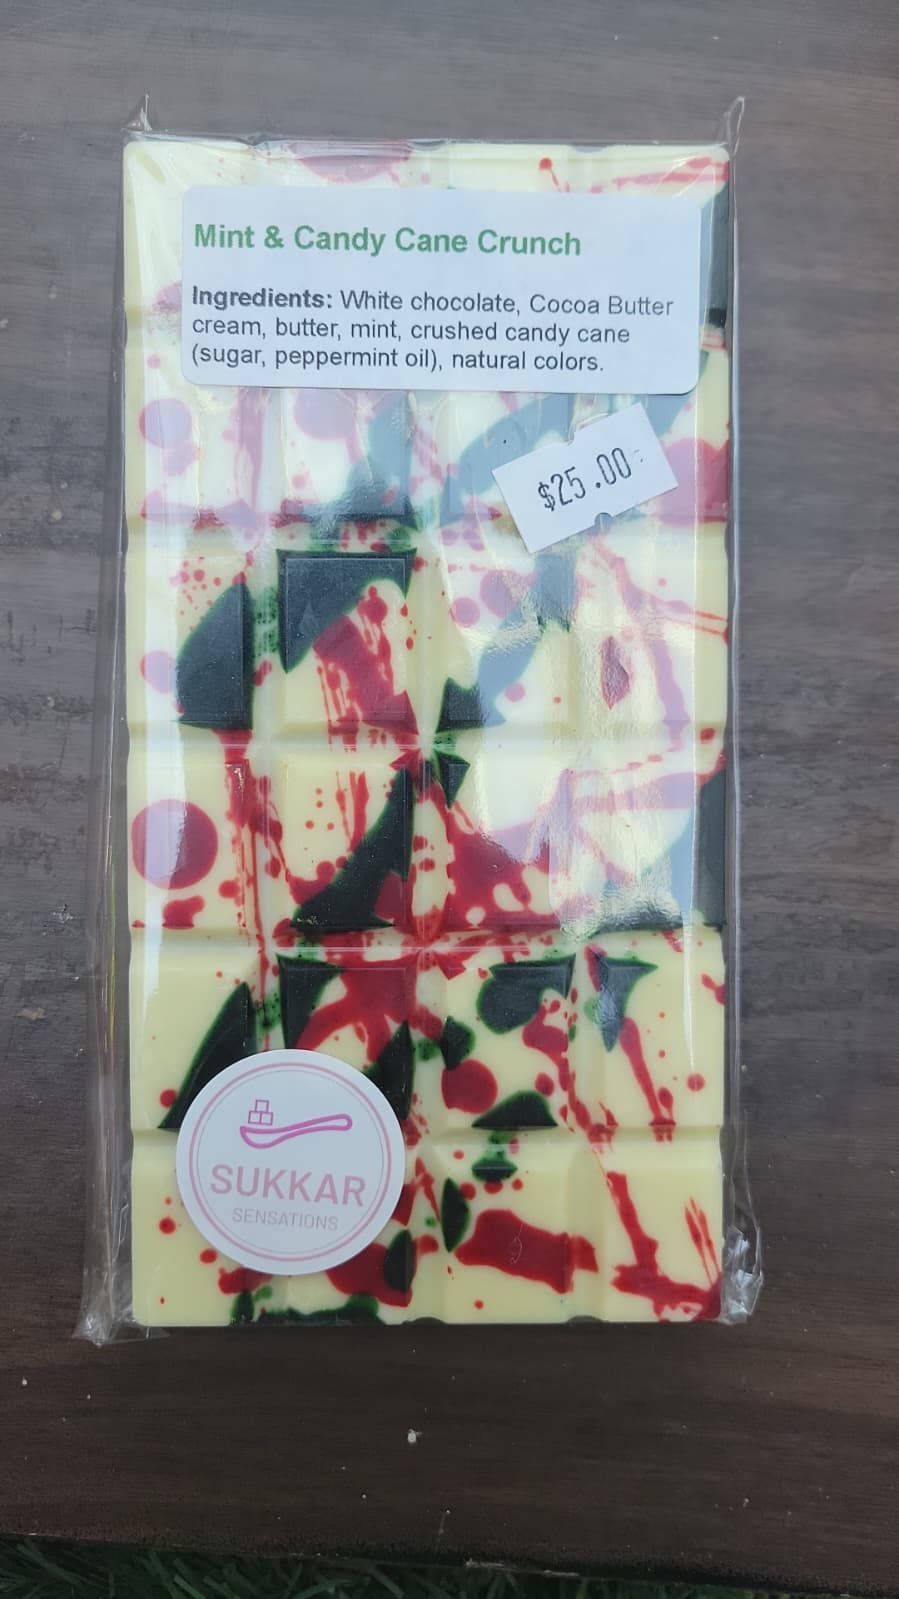 Mint & Candy Cane Crunch
Ingredients: White chocolate, Cocoa Butter
cream, butter, mint, crushed candy cane
(sugar, peppermint oil), natural colors.
$25.00
SUKKAR
SENSATIONS